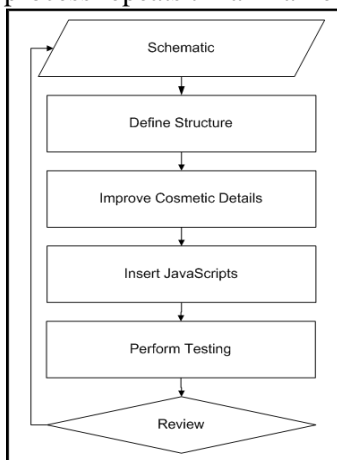 Schematic
Define Structure
Improve Cosmetic Details
Insert JavaScripts
Perform Testing
Review